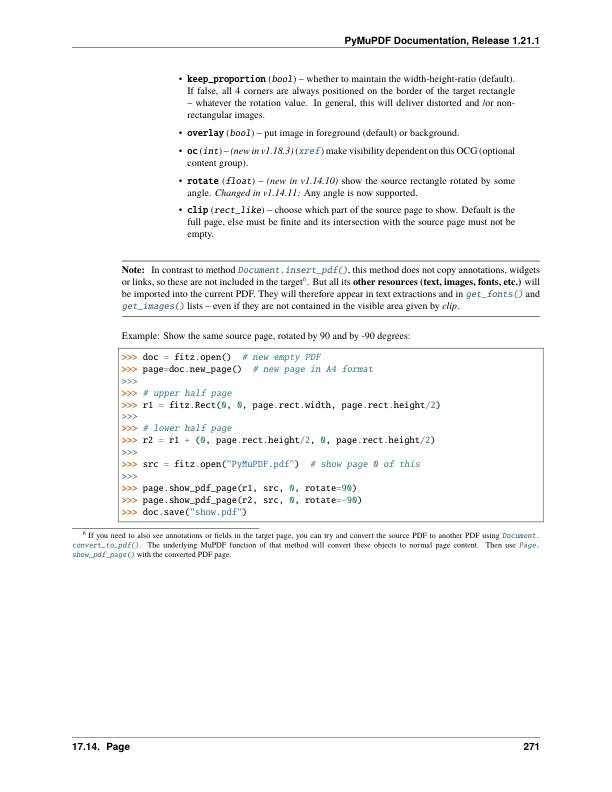 PyMuPDF Documentation, Release 1.21.1
• keep_proportion (bool) – whether to maintain the width-height-ratio (default).
If false, all 4 corners are always positioned on the border of the target rectangle
– whatever the rotation value. In general, this will deliver distorted and /or non-
rectangular images.
• overlay (bool) – put image in foreground (default) or background.
• oc (int) – (new in v1.18.3) (xref) make visibility dependent on this OCG (optional
content group).
• rotate (float) – (new in v1.14.10) show the source rectangle rotated by some
angle. Changed in v1.14.11: Any angle is now supported.
• clip (rect_like) – choose which part of the source page to show. Default is the
full page, else must be finite and its intersection with the source page must not be
empty.
Note: In contrast to method Document.insert_pdf(), this method does not copy annotations, widgets
or links, so these are not included in the target6. But all its other resources (text, images, fonts, etc.) will
be imported into the current PDF. They will therefore appear in text extractions and in get_fonts() and
get_images() lists – even if they are not contained in the visible area given by clip.
Example: Show the same source page, rotated by 90 and by -90 degrees:
>>> doc = fitz.open()  # new empty PDF
>>> page=doc.new_page()  # new page in A4 format
>>>
>>> # upper half page
>>> r1 = fitz.Rect(0, 0, page.rect.width, page.rect.height/2)
>>>
>>> # lower half page
>>> r2 = r1 + (0, page.rect.height/2, 0, page.rect.height/2)
>>>
>>> src = fitz.open("PyMuPDF.pdf")  # show page 0 of this
>>>
>>> page.show_pdf_page(r1, src, 0, rotate=90)
>>> page.show_pdf_page(r2, src, 0, rotate=-90)
>>> doc.save("show.pdf")
6 If you need to also see annotations or fields in the target page, you can try and convert the source PDF to another PDF using Document.
convert_to_pdf(). The underlying MuPDF function of that method will convert these objects to normal page content. Then use Page.
show_pdf_page() with the converted PDF page.
17.14. Page 271